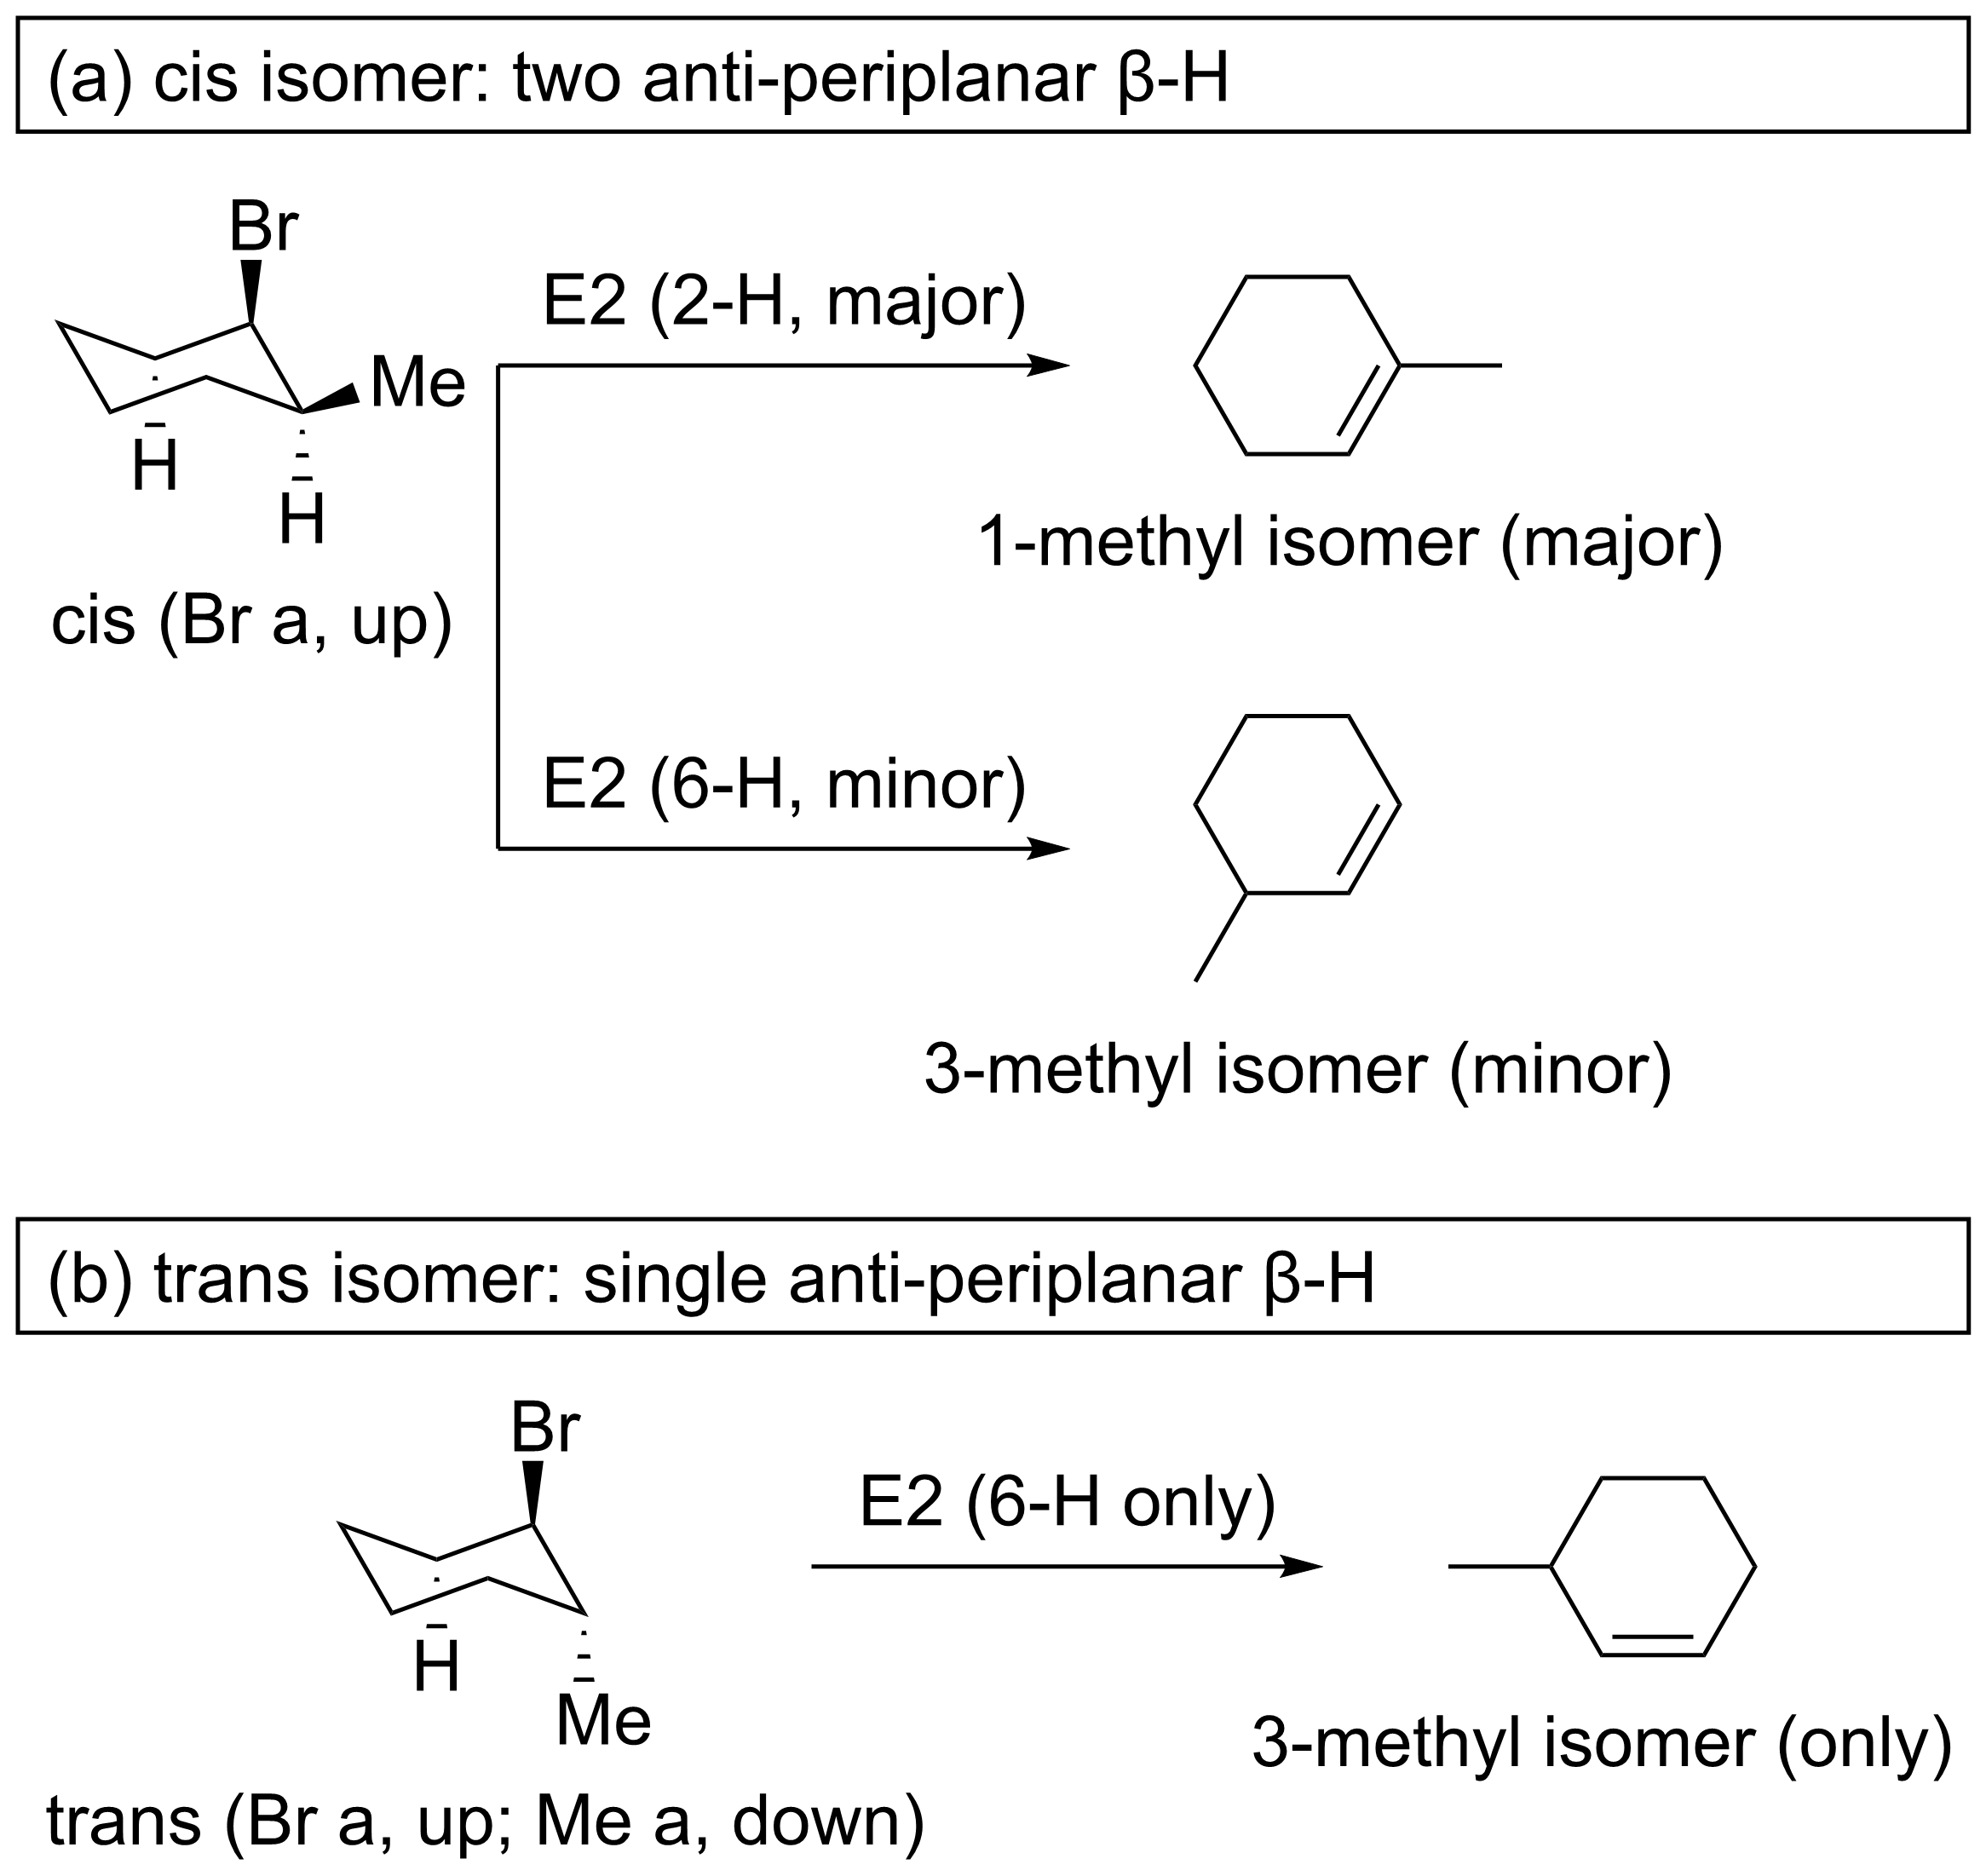 (a) cis isomer: two anti-periplanar β-H
Br
Me
H
H
cis (Br a, up)
E2 (2-H, major)
1-methyl isomer (major)
E2 (6-H, minor)
3-methyl isomer (minor)
(b) trans isomer: single anti-periplanar β-H
Br
H
Me
trans (Br a, up; Me a, down)
E2 (6-H only)
3-methyl isomer (only)